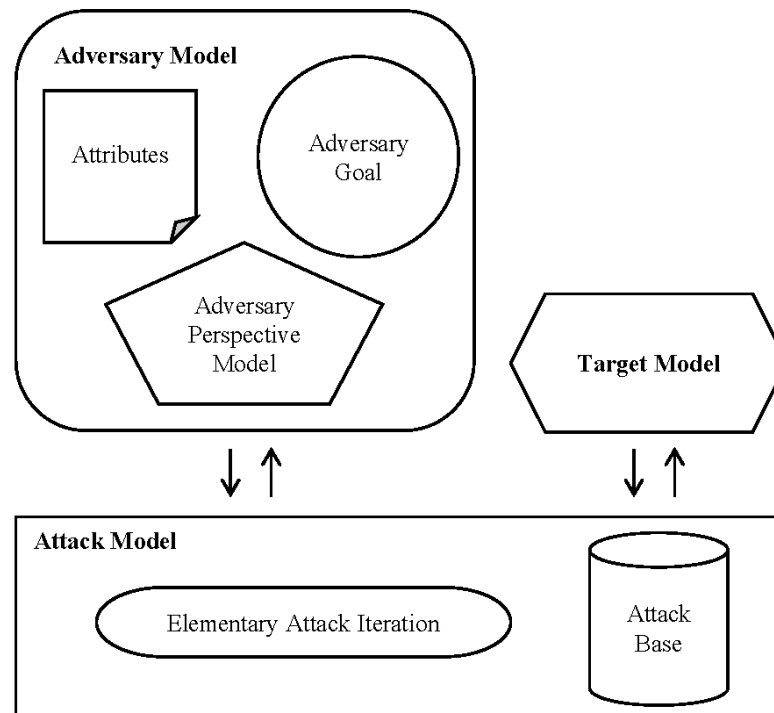 Adversary Model
Attributes
Adversary
Goal
Adversary
Perspective
Model
Target Model
Attack Model
Elementary Attack Iteration
Attack
Base